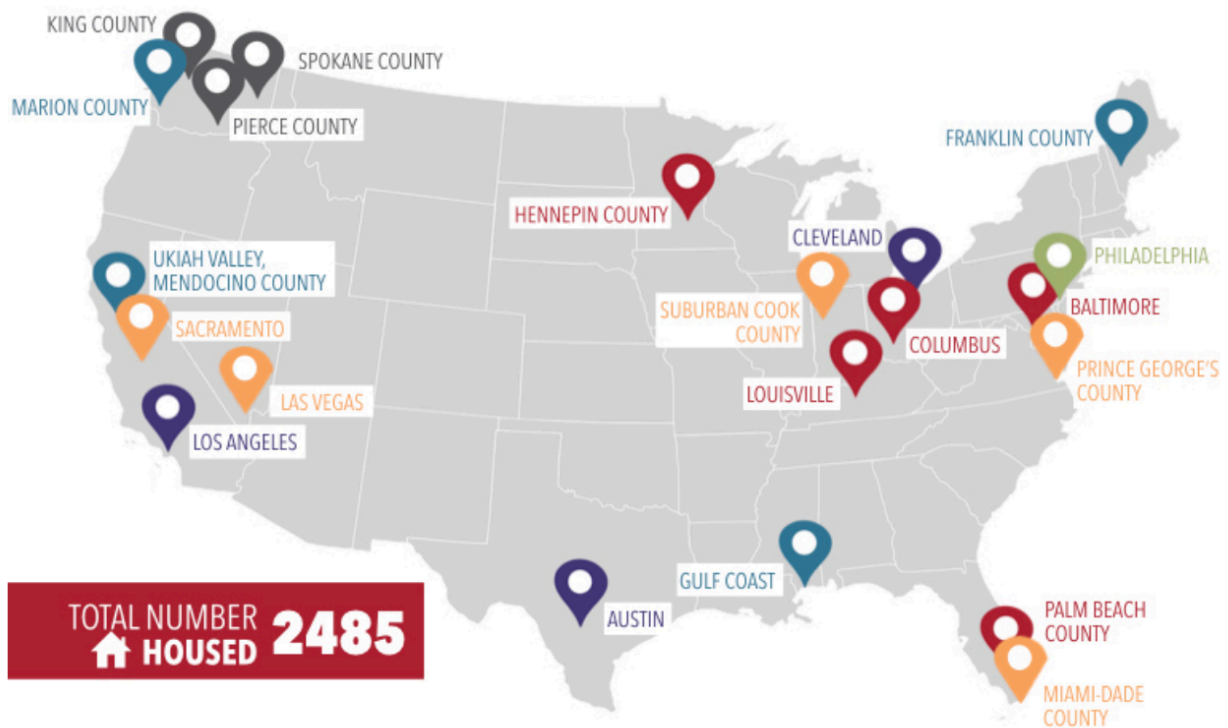 KING COUNTY
SPOKANE COUNTY
MARION COUNTY
PIERCE COUNTY
FRANKLIN COUNTY
HENNEPIN COUNTY
CLEVELAND
UKIAH VALLEY,
MENDOCINO COUNTY
PHILADELPHIA
SUBURBAN COOK
COUNTY
BALTIMORE
SACRAMENTO
COLUMBUS
PRINCE GEORGE'S
COUNTY
LOUISVILLE
LAS VEGAS
LOS ANGELES
GULF COAST
AUSTIN
PALM BEACH
COUNTY
MIAMI-DADE
COUNTY
TOTAL NUMBER
HOUSED 2485